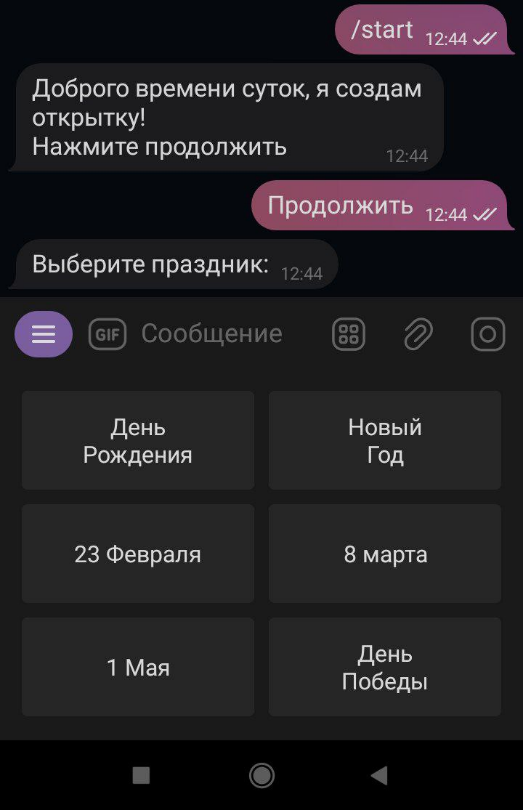 /start 12:44
Доброго времени суток, я создам
открытку!
Нажмите продолжить 12:44
Продолжить 12:44
Выберите праздник: 12:44
GIF Сообщение
День
Рождения
Новый
Год
23 Февраля
8 марта
1 Мая
День
Победы